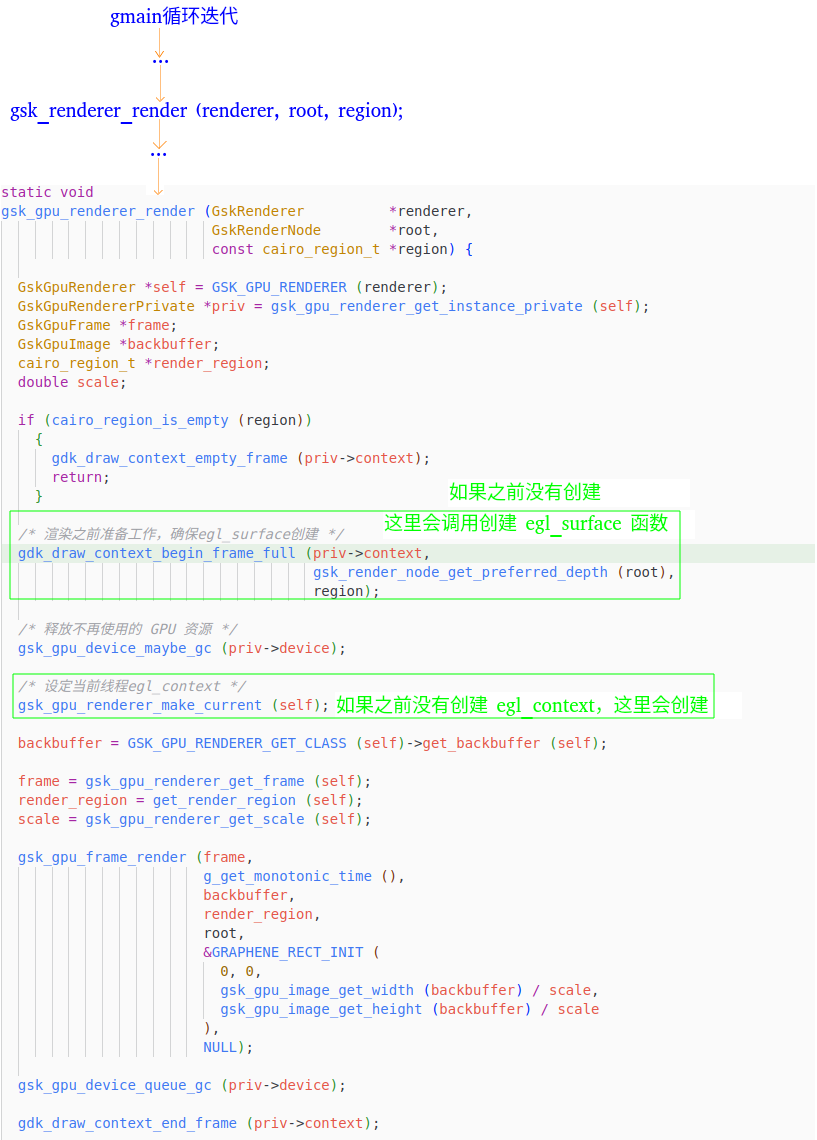 gmain循环迭代
...
gsk_renderer_render (renderer, root, region);
...
static void
gsk_gpu_renderer_render (GskRenderer          *renderer,
                         GskRenderNode        *root,
                         const cairo_region_t *region) {
  GskGpuRenderer *self = GSK_GPU_RENDERER (renderer);
  GskGpuRendererPrivate *priv = gsk_gpu_renderer_get_instance_private (self);
  GskGpuFrame *frame;
  GskGpuImage *backbuffer;
  cairo_region_t *render_region;
  double scale;
  if (cairo_region_is_empty (region))
    {
      gdk_draw_context_empty_frame (priv->context);
      return;
    }
如果之前没有创建
这里会调用创建 egl_surface 函数
  /* 渲染之前准备工作，确保egl_surface创建 */
  gdk_draw_context_begin_frame_full (priv->context,
                                     gsk_render_node_get_preferred_depth (root),
                                     region);
  /* 释放不再使用的 GPU 资源 */
  gsk_gpu_device_maybe_gc (priv->device);
  /* 设定当前线程egl_context */
  gsk_gpu_renderer_make_current (self); 如果之前没有创建 egl_context，这里会创建
  backbuffer = GSK_GPU_RENDERER_GET_CLASS (self)->get_backbuffer (self);
  frame = gsk_gpu_renderer_get_frame (self);
  render_region = get_render_region (self);
  scale = gsk_gpu_renderer_get_scale (self);
  gsk_gpu_frame_render (frame,
                        g_get_monotonic_time (),
                        backbuffer,
                        render_region,
                        root,
                        &GRAPHENE_RECT_INIT (
                          0, 0,
                          gsk_gpu_image_get_width (backbuffer) / scale,
                          gsk_gpu_image_get_height (backbuffer) / scale
                        ),
                        NULL);
  gsk_gpu_device_queue_gc (priv->device);
  gdk_draw_context_end_frame (priv->context);